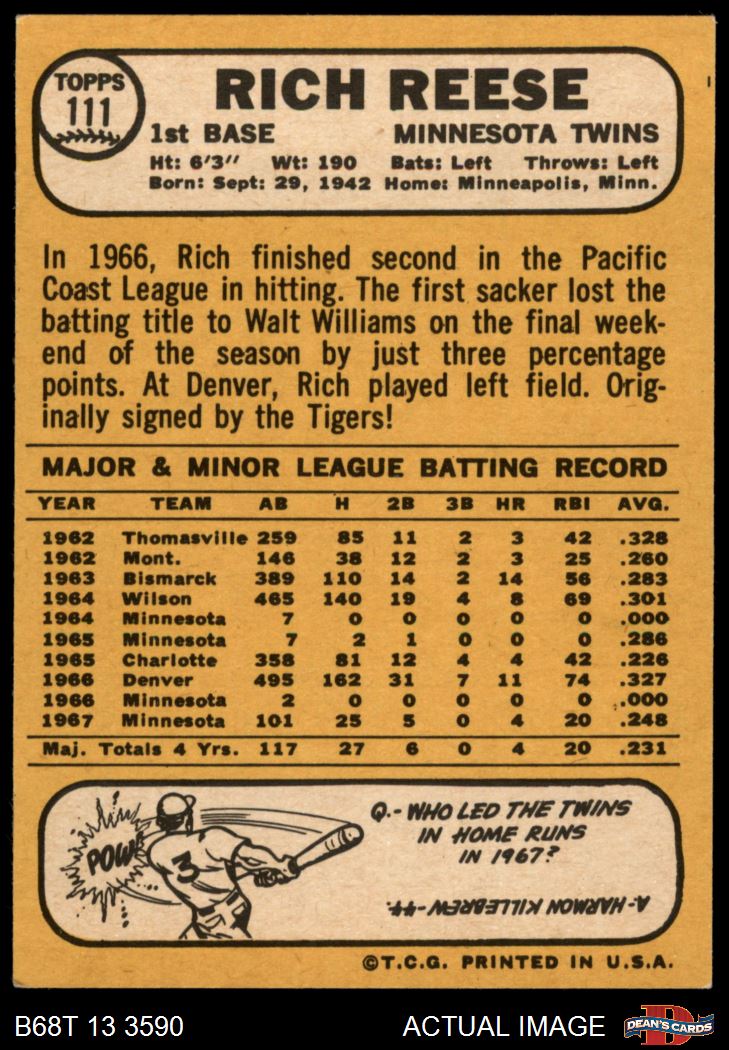 TOPPS
111
RICH REESE
1st BASE MINNESOTA TWINS
Ht: 6'3" Wt: 190 Bats: Left Throws: Left
Born: Sept: 29, 1942 Home: Minneapolis, Minn.
In 1966, Rich finished second in the Pacific
Coast League in hitting. The first sacker lost the
batting title to Walt Williams on the final week-
end of the season by just three percentage
points. At Denver, Rich played left field. Orig-
inally signed by the Tigers!
MAJOR & MINOR LEAGUE BATTING RECORD
YEAR TEAM AB H 2B 3B HR RBI AVG.
1962 Thomasville 259 85 11 2 3 42 .328
1962 Mont. 146 38 12 2 3 25 .260
1963 Bismarck 389 110 14 2 14 56 .283
1964 Wilson 465 140 19 4 8 69 .301
1964 Minnesota 7 0 0 0 0 0 .000
1965 Minnesota 7 2 1 0 0 0 .286
1965 Charlotte 358 81 12 4 4 42 .226
1966 Denver 495 162 31 7 11 74 .327
1966 Minnesota 2 0 0 0 0 0 .000
1967 Minnesota 101 25 5 0 4 20 .248
Maj. Totals 4 Yrs. 117 27 6 0 4 20 .231
POW!
3
Q.- WHO LED THE TWINS
IN HOME RUNS
IN 1967?
A- HARMON KILLEBREW -44.
©T.C.G. PRINTED IN U.S.A.
B68T 13 3590 ACTUAL IMAGE
D
DEAN'S CARDS